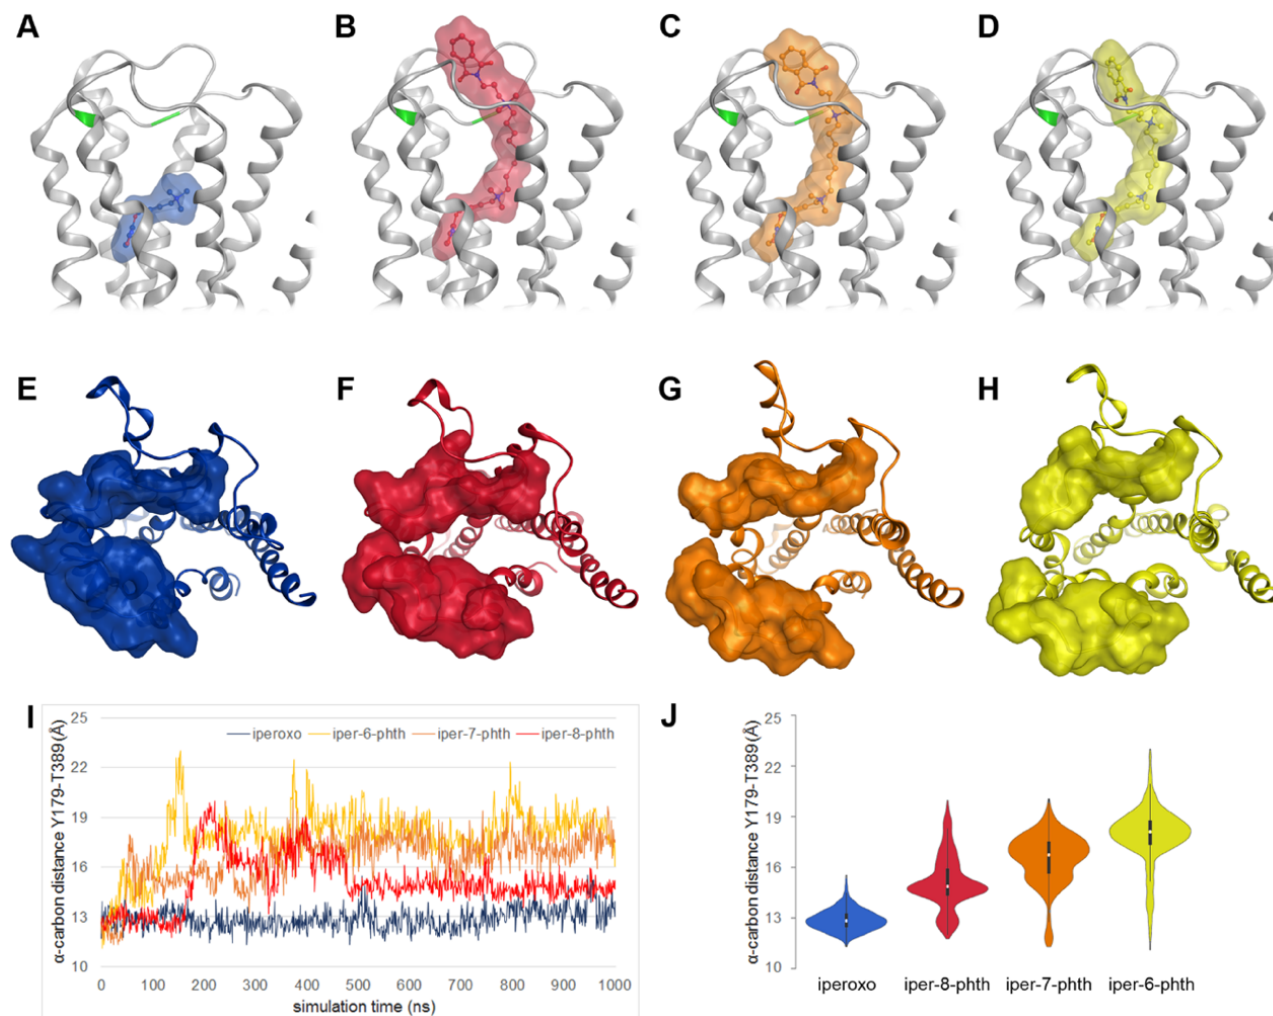 A
B
C
D
E
F
G
H
I
α-carbon distance Y179-T389(Å)
25
22
19
16
13
10
iperoxo
iper-6-phth
iper-7-phth
iper-8-phth
0
100
200
300
400
500
600
700
800
900
1000
simulation time (ns)
J
α-carbon distance Y179-T389(Å)
25
22
19
16
13
10
iperoxo
iper-8-phth
iper-7-phth
iper-6-phth